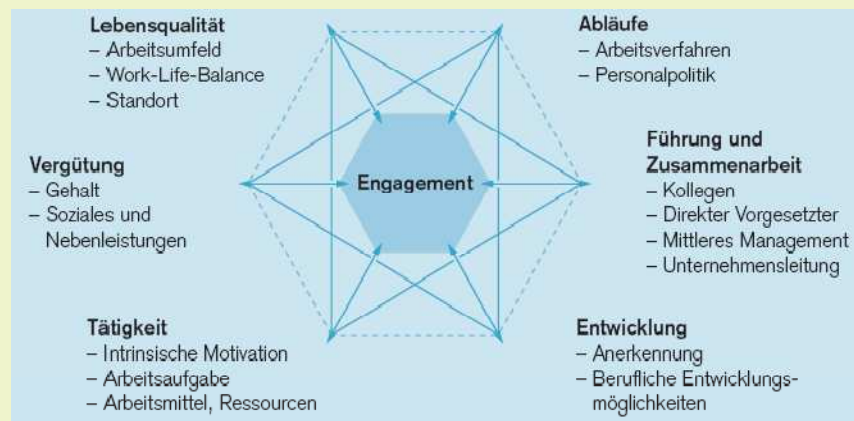 Lebensqualität
– Arbeitsumfeld
– Work-Life-Balance
– Standort
Abläufe
– Arbeitsverfahren
– Personalpolitik
Vergütung
– Gehalt
– Soziales und
Nebenleistungen
Engagement
Führung und
Zusammenarbeit
– Kollegen
– Direkter Vorgesetzter
– Mittleres Management
– Unternehmensleitung
Tätigkeit
– Intrinsische Motivation
– Arbeitsaufgabe
– Arbeitsmittel, Ressourcen
Entwicklung
– Anerkennung
– Berufliche Entwicklungs-
möglichkeiten